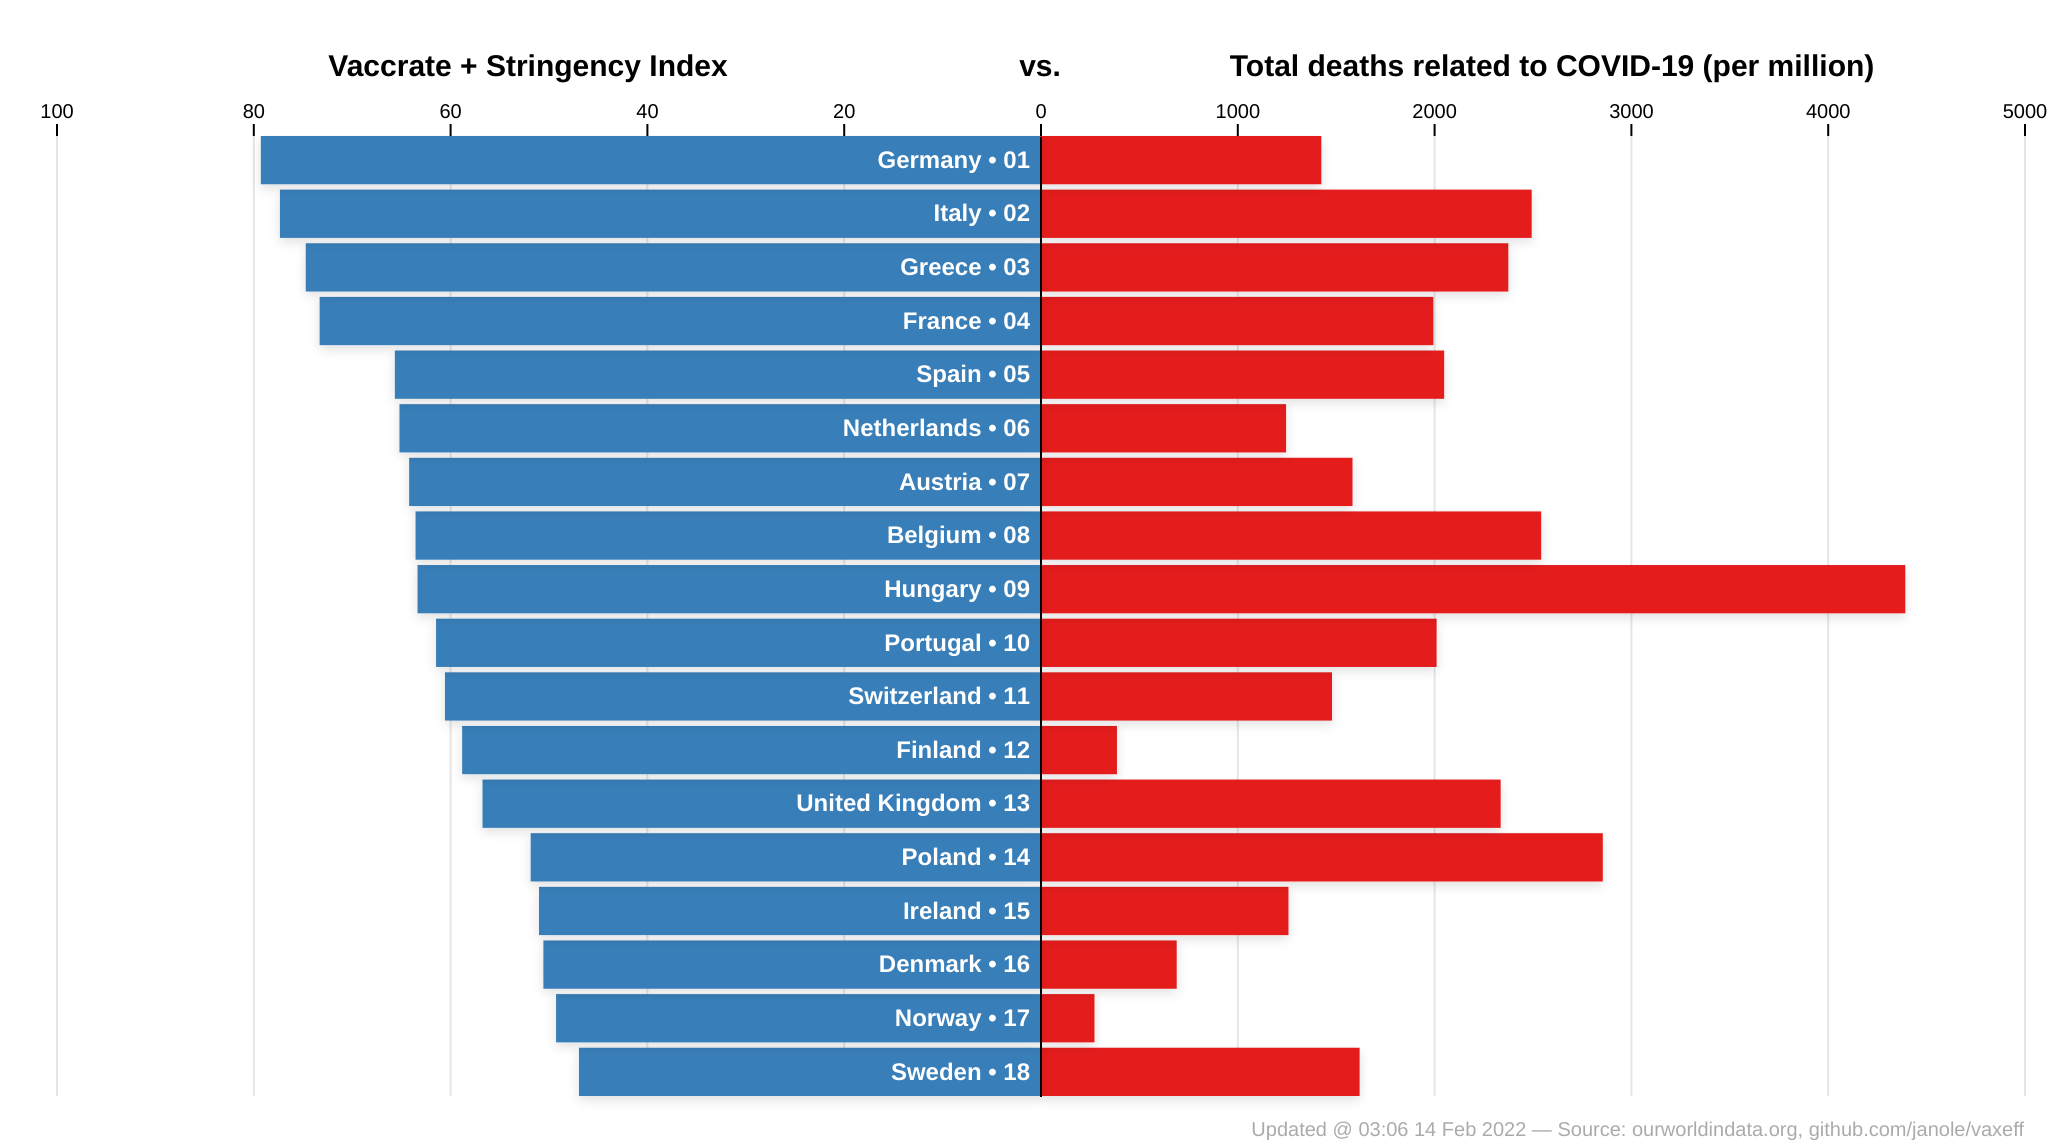 Vaccrate + Stringency Index vs. Total deaths related to COVID-19 (per million)
100 80 60 40 20 0 1000 2000 3000 4000 5000
Germany • 01
Italy • 02
Greece • 03
France • 04
Spain • 05
Netherlands • 06
Austria • 07
Belgium • 08
Hungary • 09
Portugal • 10
Switzerland • 11
Finland • 12
United Kingdom • 13
Poland • 14
Ireland • 15
Denmark • 16
Norway • 17
Sweden • 18
Updated @ 03:06 14 Feb 2022 — Source: ourworldindata.org, github.com/janole/vaxeff